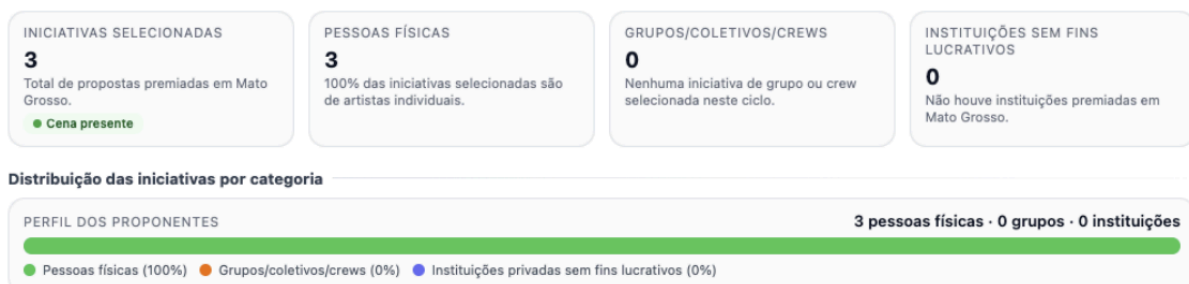 INICIATIVAS SELECIONADAS
3
Total de propostas premiadas em Mato
Grosso.
Cena presente
PESSOAS FÍSICAS
3
100% das iniciativas selecionadas são
de artistas individuais.
GRUPOS/COLETIVOS/CREWS
0
Nenhuma iniciativa de grupo ou crew
selecionada neste ciclo.
INSTITUIÇÕES SEM FINS
LUCRATIVOS
0
Não houve instituições premiadas em
Mato Grosso.
Distribuição das iniciativas por categoria
PERFIL DOS PROPONENTES
3 pessoas físicas · 0 grupos · 0 instituições
Pessoas físicas (100%) Grupos/coletivos/crews (0%) Instituições privadas sem fins lucrativos (0%)